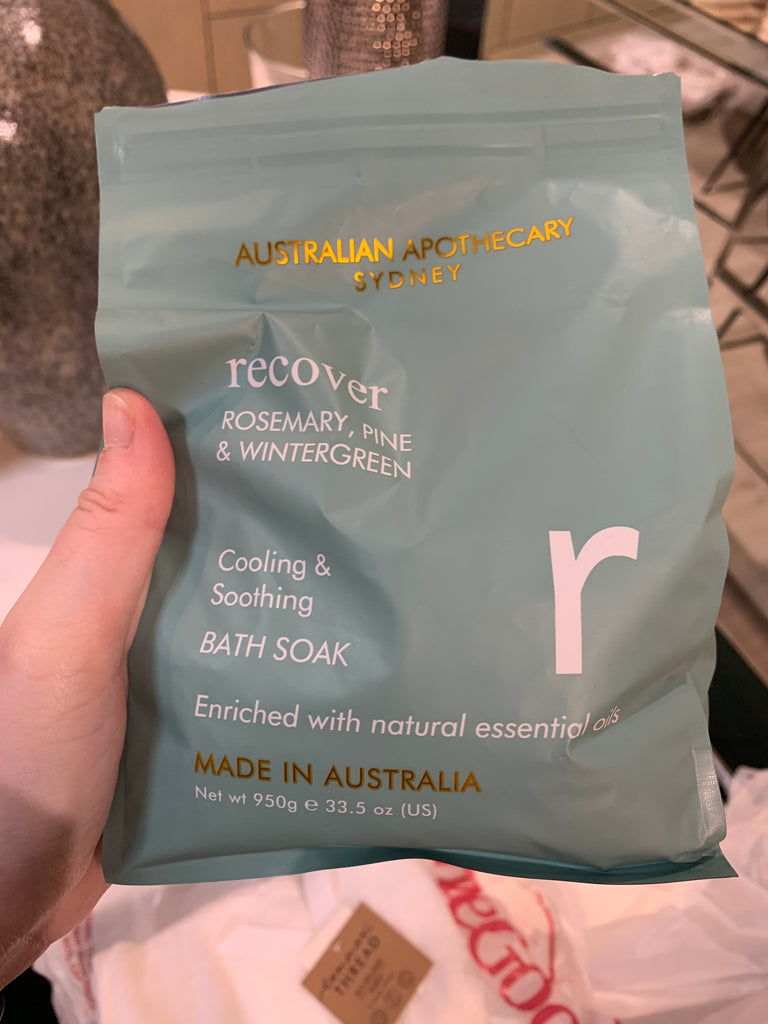 AUSTRALIAN APOTHECARY
SYDNEY
recover
ROSEMARY, PINE
& WINTERGREEN
r
Cooling &
Soothing
BATH SOAK
Enriched with natural essential oils
MADE IN AUSTRALIA
Net wt 950g ℮ 33.5 oz (US)
THREAD